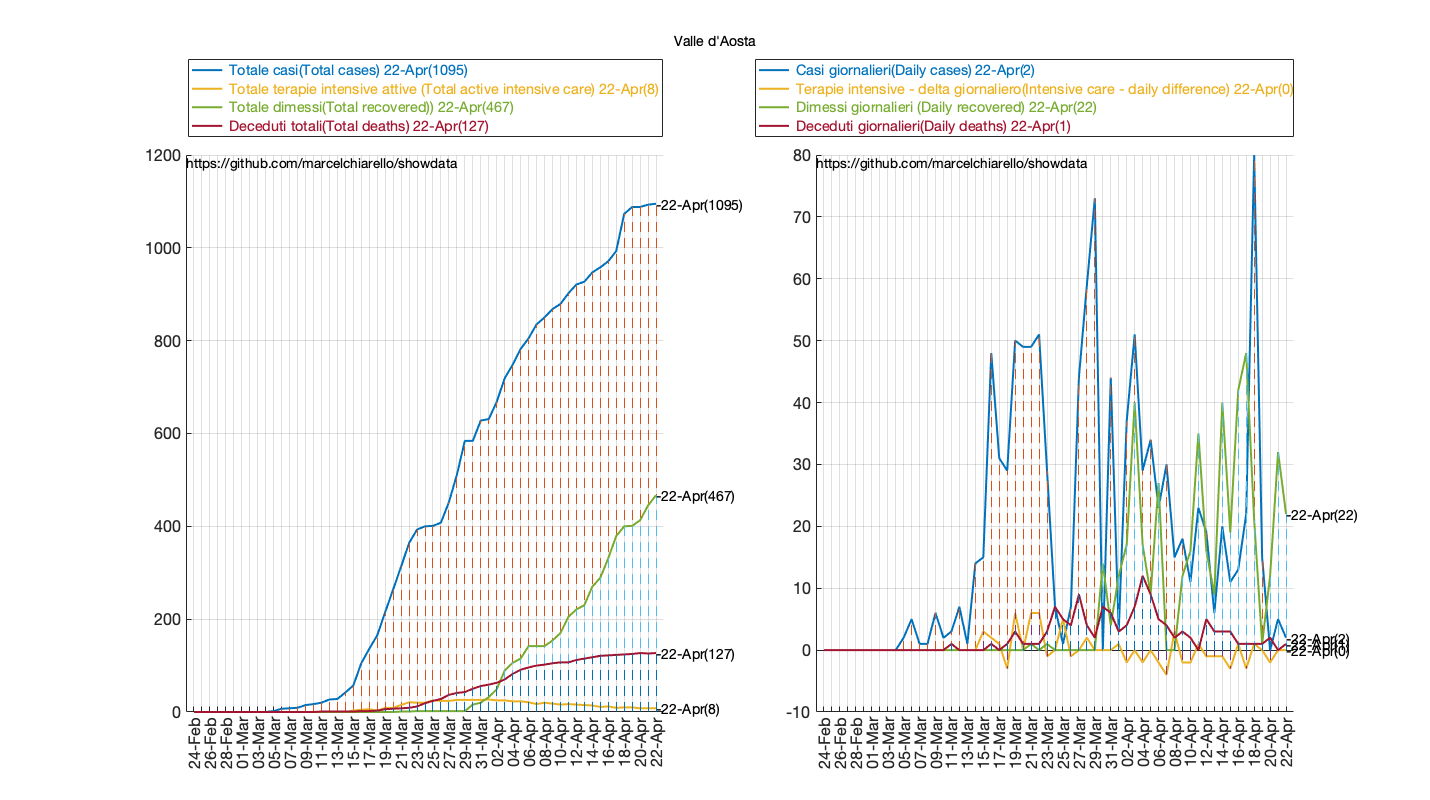 Valle d'Aosta
Totale casi(Total cases) 22-Apr(1095)
Totale terapie intensive attive (Total active intensive care) 22-Apr(8)
Totale dimessi(Total recovered)) 22-Apr(467)
Deceduti totali(Total deaths) 22-Apr(127)
Casi giornalieri(Daily cases) 22-Apr(2)
Terapie intensive - delta giornaliero(Intensive care - daily difference) 22-Apr(0)
Dimessi giornalieri (Daily recovered) 22-Apr(22)
Deceduti giornalieri(Daily deaths) 22-Apr(1)
https://github.com/marcelchiarello/showdata
1200
1000
800
600
400
200
0
-22-Apr(1095)
-22-Apr(467)
-22-Apr(127)
-22-Apr(8)
24-Feb
26-Feb
28-Feb
01-Mar
03-Mar
05-Mar
07-Mar
09-Mar
11-Mar
13-Mar
15-Mar
17-Mar
19-Mar
21-Mar
23-Mar
25-Mar
27-Mar
29-Mar
31-Mar
02-Apr
04-Apr
06-Apr
08-Apr
10-Apr
12-Apr
14-Apr
16-Apr
18-Apr
20-Apr
22-Apr
https://github.com/marcelchiarello/showdata
80
70
60
50
40
30
20
10
0
-10
-22-Apr(22)
-22-Apr(2)
-22-Apr(0)
24-Feb
26-Feb
28-Feb
01-Mar
03-Mar
05-Mar
07-Mar
09-Mar
11-Mar
13-Mar
15-Mar
17-Mar
19-Mar
21-Mar
23-Mar
25-Mar
27-Mar
29-Mar
31-Mar
02-Apr
04-Apr
06-Apr
08-Apr
10-Apr
12-Apr
14-Apr
16-Apr
18-Apr
20-Apr
22-Apr